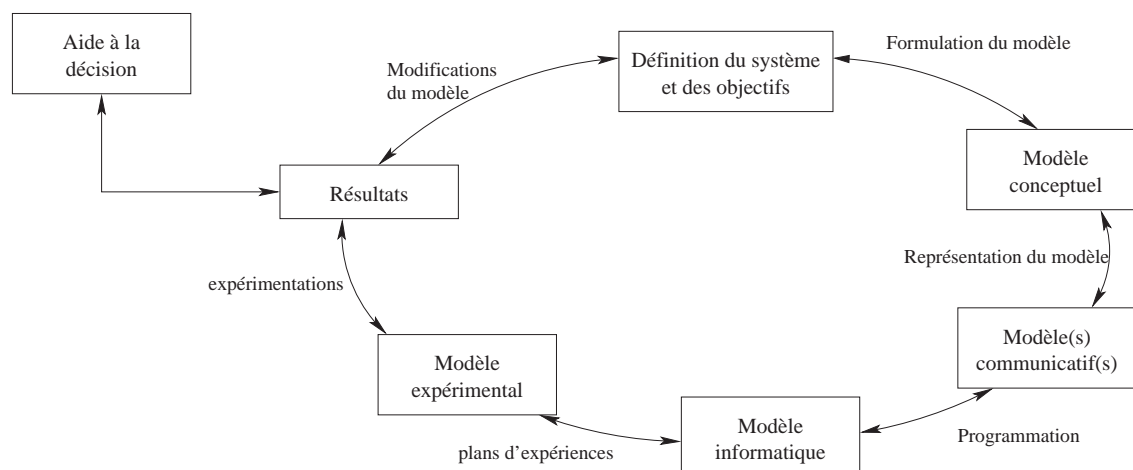 Aide à la
décision
Définition du système
et des objectifs
Formulation du modèle
Modifications
du modèle
Modèle
conceptuel
Résultats
Représentation du modèle
expérimentations
Modèle(s)
communicatif(s)
Modèle
expérimental
Modèle
informatique
Programmation
plans d'expériences